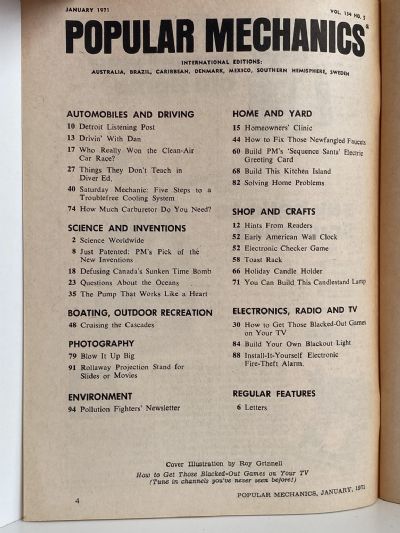 JANUARY 1971
VOL. 134 NO. 1
POPULAR MECHANICS®
INTERNATIONAL EDITIONS:
AUSTRALIA, BRAZIL, CARIBBEAN, DENMARK, MEXICO, SOUTHERN HEMISPHERE, SWEDEN
AUTOMOBILES AND DRIVING
10 Detroit Listening Post
13 Drivin' With Dan
17 Who Really Won the Clean-Air
Car Race?
27 Things They Don't Teach in
Driver Ed.
40 Saturday Mechanic: Five Steps to a
Troublefree Cooling System
74 How Much Carburetor Do You Need?
SCIENCE AND INVENTIONS
2 Science Worldwide
8 Just Patented: PM's Pick of the
New Inventions
18 Defusing Canada's Sunken Time Bomb
23 Questions About the Oceans
35 The Pump That Works Like a Heart
BOATING, OUTDOOR RECREATION
48 Cruising the Cascades
PHOTOGRAPHY
79 Blow It Up Big
91 Rollaway Projection Stand for
Slides or Movies
ENVIRONMENT
94 Pollution Fighters' Newsletter
HOME AND YARD
15 Homeowners' Clinic
44 How to Fix Those Newfangled Faucets
60 Build PM's 'Sequence Santa' Electric
Greeting Card
68 Build This Kitchen Island
82 Solving Home Problems
SHOP AND CRAFTS
12 Hints From Readers
52 Early American Wall Clock
52 Electronic Checker Game
58 Toast Rack
66 Holiday Candle Holder
71 You Can Build This Candlestand Lamp
ELECTRONICS, RADIO AND TV
30 How to Get Those Blacked-Out Games
on Your TV
84 Build Your Own Blackout Light
88 Install-It-Yourself Electronic
Fire-Theft Alarm.
REGULAR FEATURES
6 Letters
Cover Illustration by Roy Grinnell
How to Get Those Blacked-Out Games on Your TV
(Tune in channels you've never seen before!)
4
POPULAR MECHANICS, JANUARY, 1971